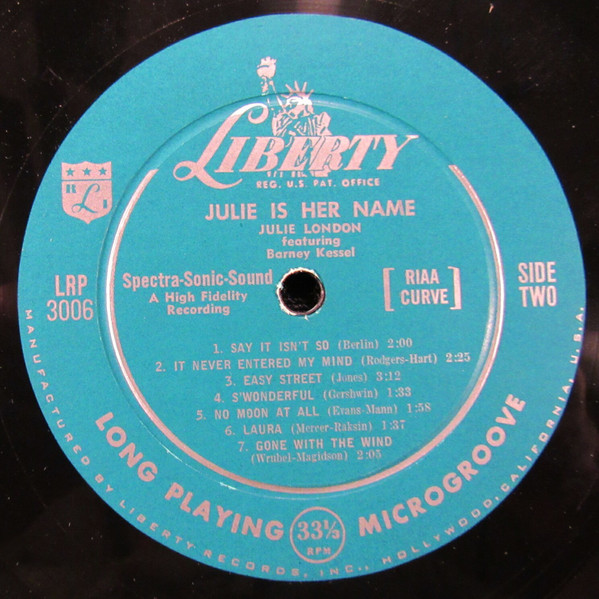 LIBERTY
REG. U.S. PAT. OFFICE
L
JULIE IS HER NAME
JULIE LONDON
featuring
Barney Kessel
LRP
3006
Spectra-Sonic-Sound
A High Fidelity
Recording
[RIAA
CURVE]
SIDE
TWO
1. SAY IT ISN'T SO (Berlin) 2:00
2. IT NEVER ENTERED MY MIND (Rodgers-Hart) 2:25
3. EASY STREET (Jones) 3:12
4. S'WONDERFUL (Gershwin) 1:33
5. NO MOON AT ALL (Evans-Mann) 1:58
6. LAURA (Mercer-Raksin) 1:37
7. GONE WITH THE WIND
(Wrubel-Magidson) 2:05
LONG PLAYING 33⅓ RPM MICROGROOVE
MANUFACTURED BY LIBERTY RECORDS, INC., HOLLYWOOD, CALIFORNIA, U.S.A.